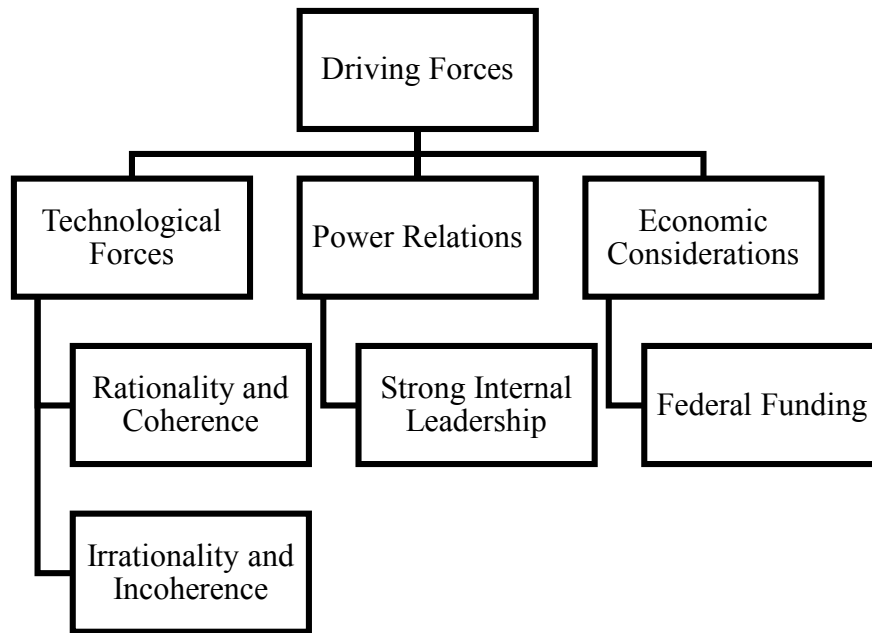 Driving Forces
Technological
Forces
Power Relations
Economic
Considerations
Rationality and
Coherence
Strong Internal
Leadership
Federal Funding
Irrationality and
Incoherence